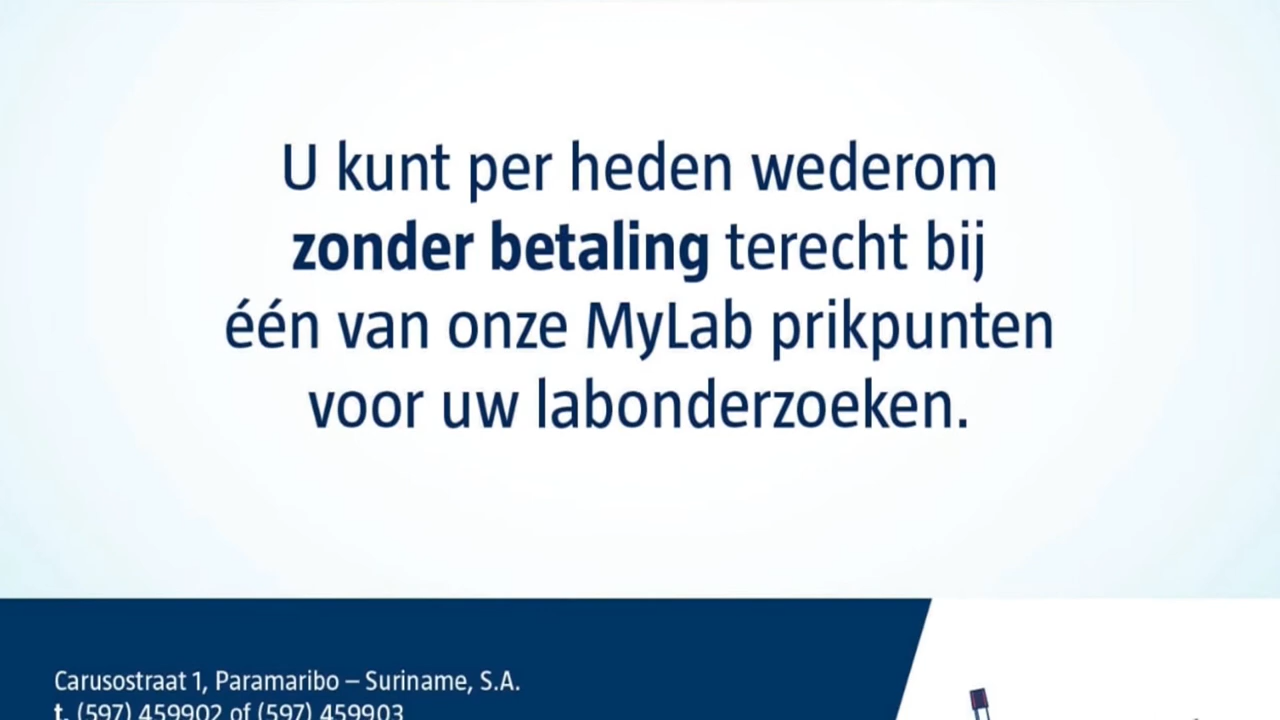 U kunt per heden wederom
zonder betaling terecht bij
één van onze MyLab prikpunten
voor uw labonderzoeken.
Carusostraat 1, Paramaribo – Suriname, S.A.
t. (597) 459902 of (597) 459903